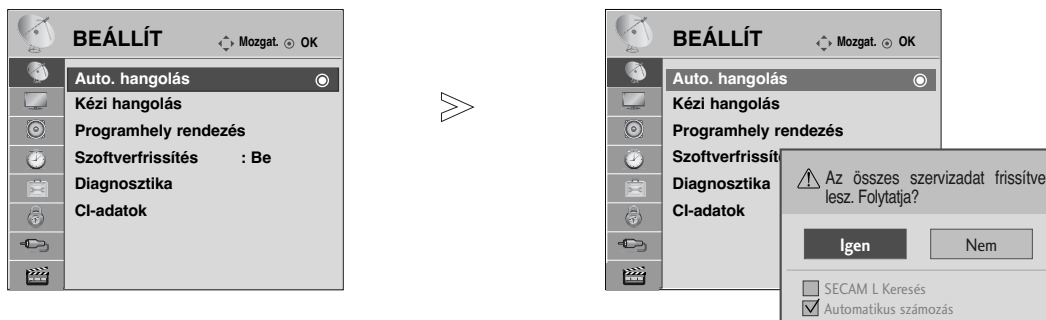 BEÁLLÍT Mozgat. OK
Auto. hangolás
Kézi hangolás
Programhely rendezés
Szoftverfrissítés : Be
Diagnosztika
CI-adatok
BEÁLLÍT Mozgat. OK
Auto. hangolás
Kézi hangolás
Programhely rendezés
Szoftverfrissít
Diagnosztika
CI-adatok
Az összes szervizadat frissítve
lesz. Folytatja?
Igen Nem
SECAM L Keresés
Automatikus számozás